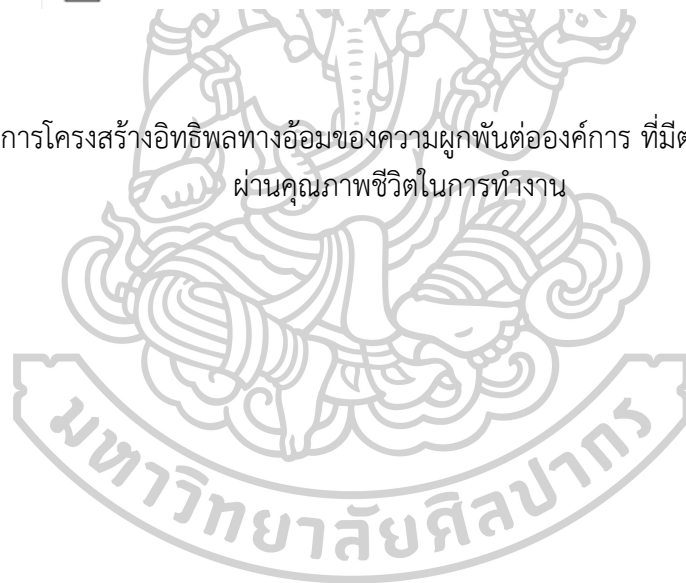 การโครงสร้างอิทธิพลทางอ้อมของความผูกพันต่อองค์การ ที่มี
ผ่านคุณภาพชีวิตในการทำงาน
มหาวิทยาลัยศิลปากร